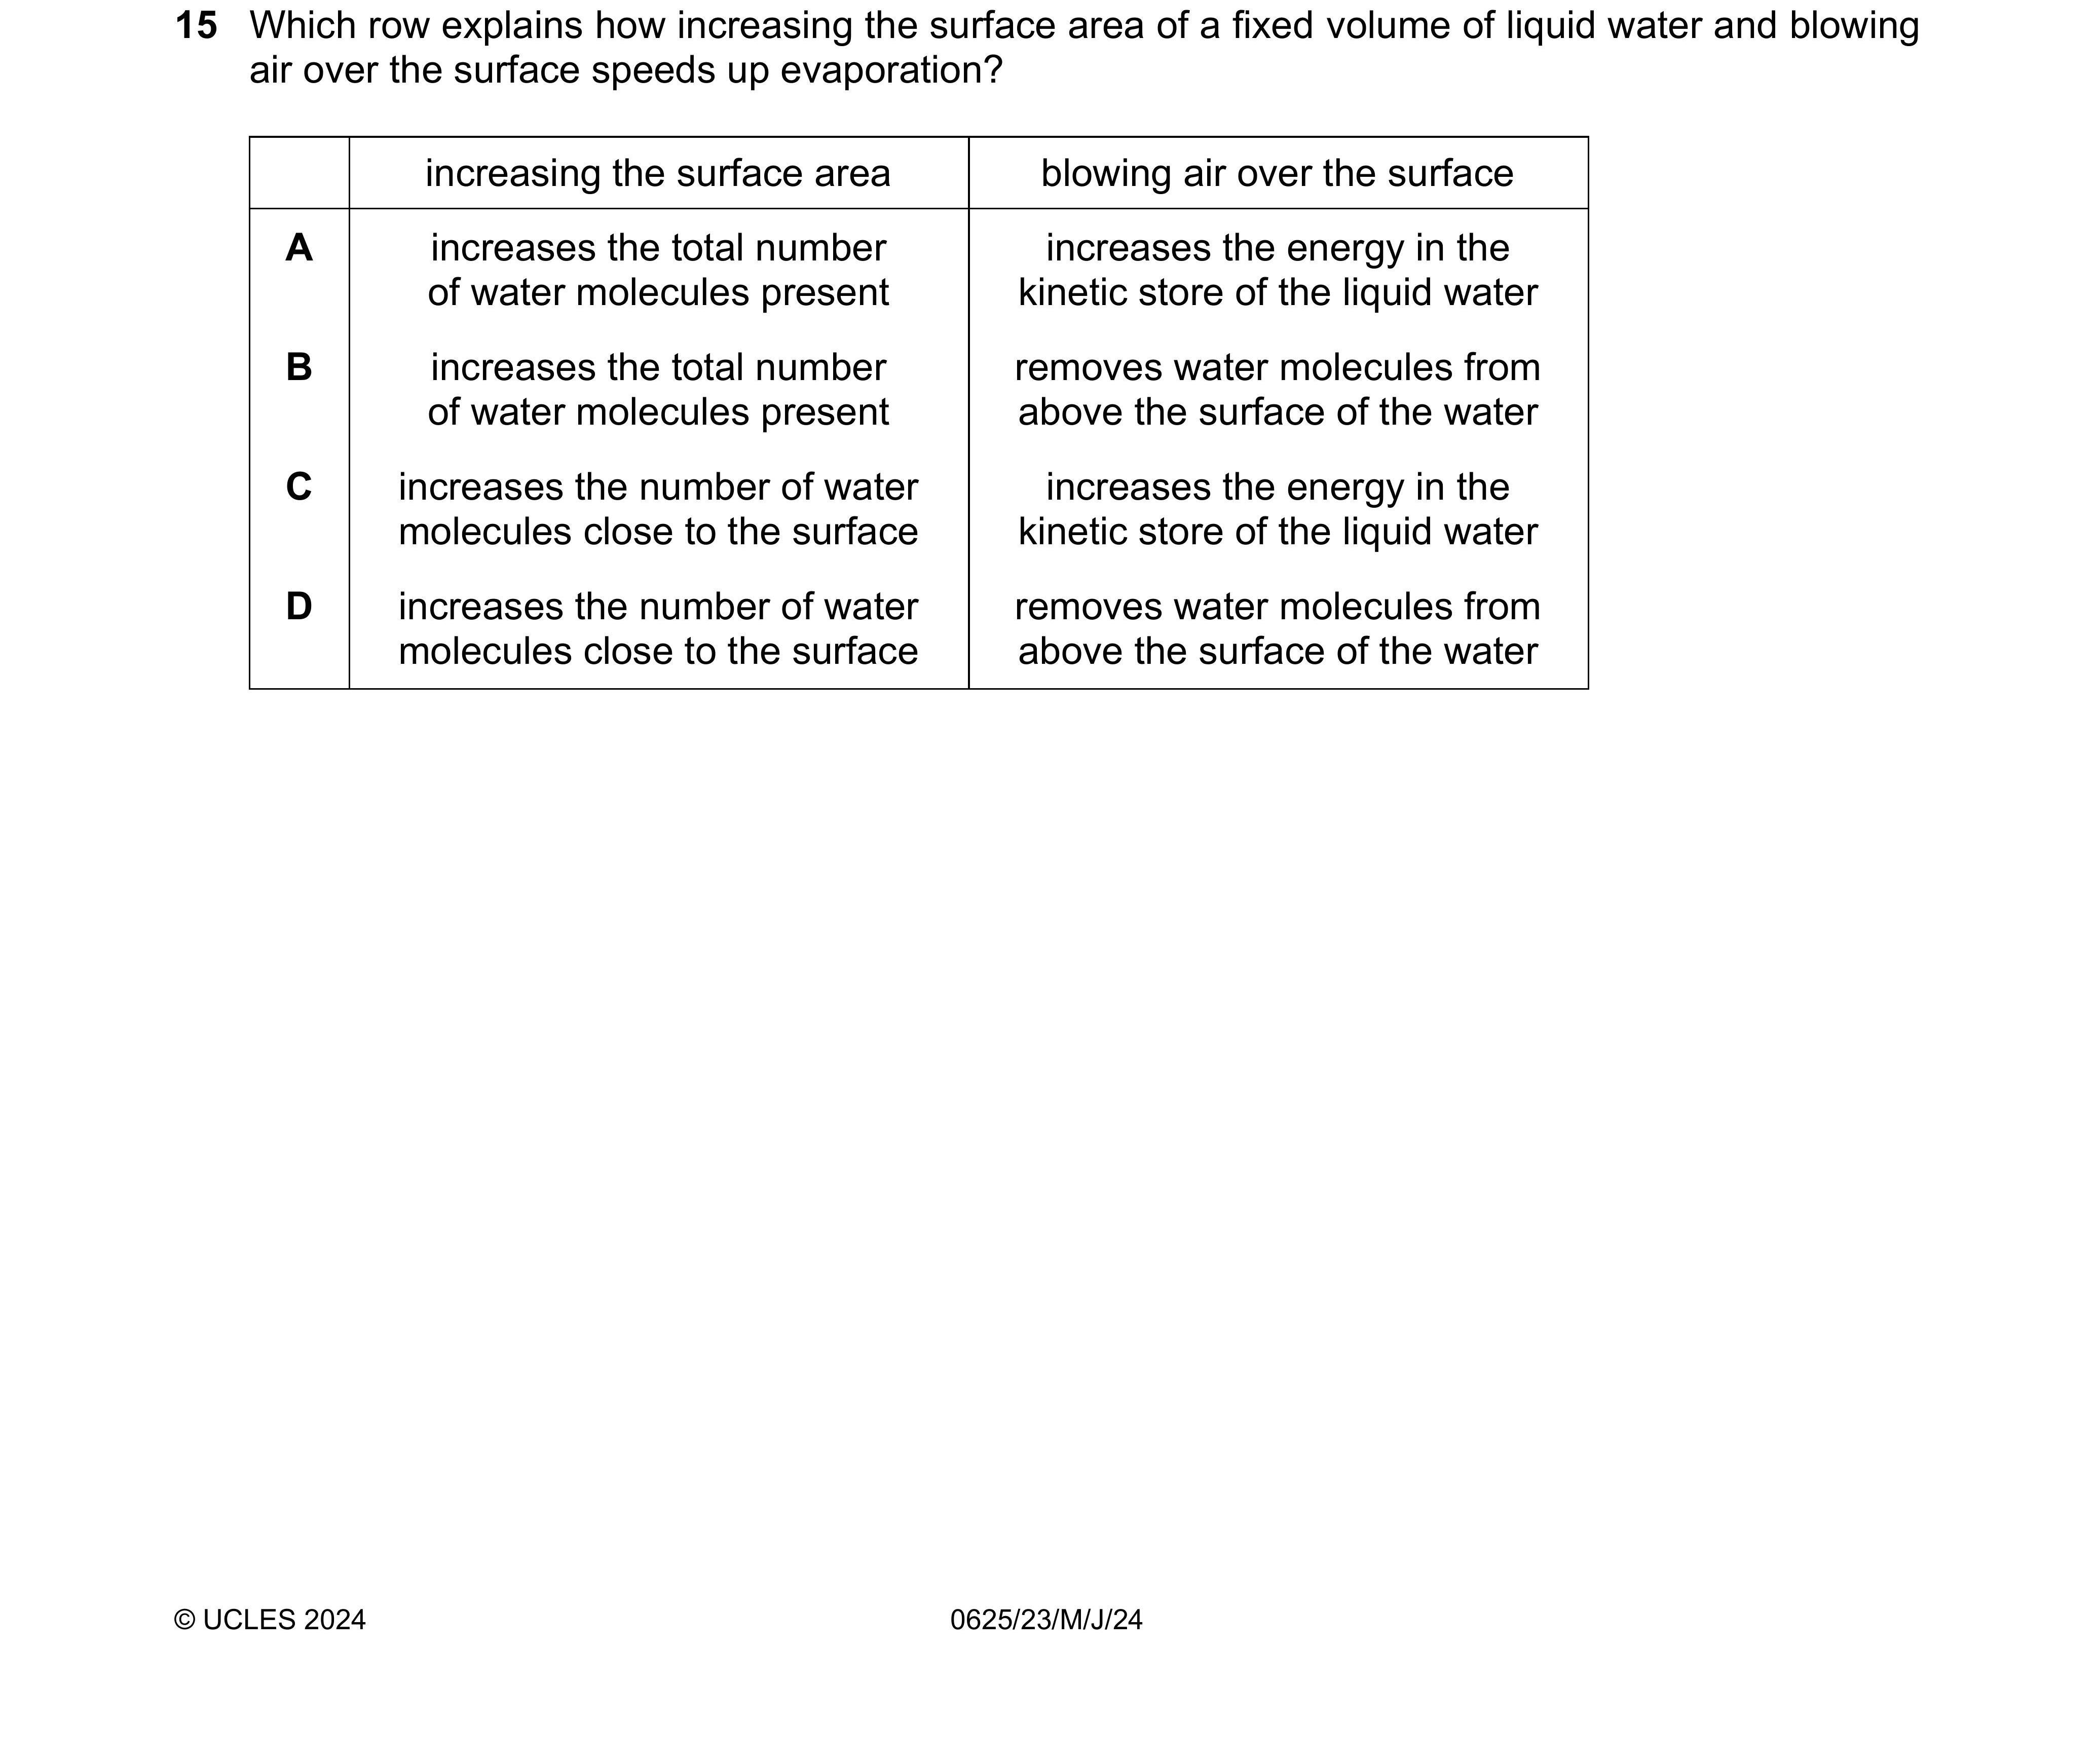 15 Which row explains how increasing the surface area of a fixed volume of liquid water and blowing
air over the surface speeds up evaporation?
increasing the surface area blowing air over the surface
A increases the total number increases the energy in the
of water molecules present kinetic store of the liquid water
B increases the total number removes water molecules from
of water molecules present above the surface of the water
C increases the number of water increases the energy in the
molecules close to the surface kinetic store of the liquid water
D increases the number of water removes water molecules from
molecules close to the surface above the surface of the water
© UCLES 2024 0625/23/M/J/24